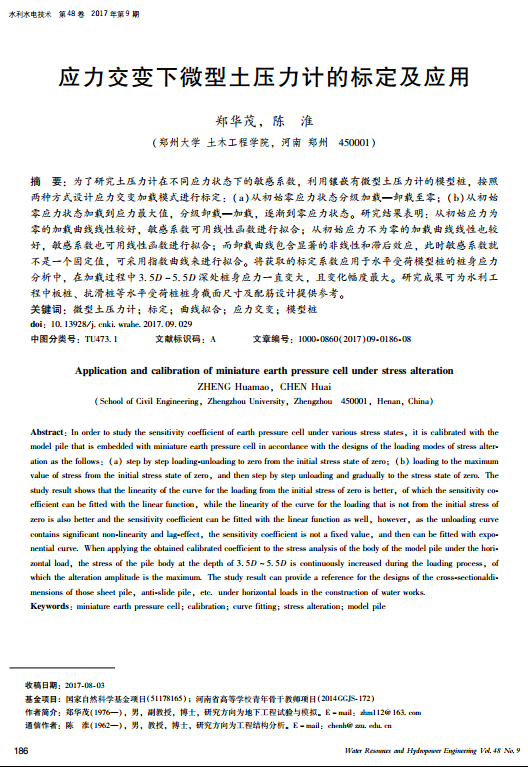 水利水电技术 第48卷 2017年第9期
应力交变下微型土压力计的标定及应用
郑华茂，陈 淮
(郑州大学 土木工程学院，河南 郑州 450001)
摘 要：为了研究土压力计在不同应力状态下的敏感系数，利用镶嵌有微型土压力计的模型桩，按照
两种方式设计应力交变加载模式进行标定：(a)从初始零应力状态分级加载—卸载至零；(b)从初始
零应力状态加载到应力最大值，分级卸载—加载，逐渐到零应力状态。研究结果表明：从初始应力为
零的加载曲线线性较好，敏感系数可用线性函数进行拟合；从初始应力不为零的加载曲线线性也较
好，敏感系数也可用线性函数进行拟合；而卸载曲线包含显著的非线性和滞后效应，此时敏感系数就
不是一个固定值，可采用指数曲线来进行拟合。将获取的标定系数应用于水平受荷模型桩的桩身应力
分析中，在加载过程中3.5D~5.5D深处桩身应力一直变大，且变化幅度最大。研究成果可为水利工
程中板桩、抗滑桩等水平受荷桩桩身截面尺寸及配筋设计提供参考。
关键词：微型土压力计；标定；曲线拟合；应力交变；模型桩
doi：10.13928/j.cnki.wrahe.2017.09.029
中图分类号：TU473.1 文献标识码：A 文章编号：1000-0860(2017)09-0186-08
Application and calibration of miniature earth pressure cell under stress alteration
ZHENG Huamao, CHEN Huai
(School of Civil Engineering, Zhengzhou University, Zhengzhou 450001, Henan, China)
Abstract: In order to study the sensitivity coefficient of earth pressure cell under various stress states, it is calibrated with the
model pile that is embedded with miniature earth pressure cell in accordance with the designs of the loading modes of stress alter-
ation as the follows: (a) step by step loading-unloading to zero from the initial stress state of zero; (b) loading to the maximum
value of stress from the initial stress state of zero, and then step by step unloading and gradually to the stress state of zero. The
study result shows that the linearity of the curve for the loading from the initial stress of zero is better, of which the sensitivity co-
efficient can be fitted with the linear function, while the linearity of the curve for the loading that is not from the initial stress of
zero is also better and the sensitivity coefficient can be fitted with the linear function as well, however, as the unloading curve
contains significant non-linearity and lag-effect, the sensitivity coefficient is not a fixed value, and then can be fitted with expo-
nential curve. When applying the obtained calibrated coefficient to the stress analysis of the body of the model pile under the hori-
zontal load, the stress of the pile body at the depth of 3.5D ~ 5.5D is continuously increased during the loading process, of
which the alteration amplitude is the maximum. The study result can provide a reference for the designs of the cross-sectionaldi-
mensions of those sheet pile, anti-slide pile, etc. under horizontal loads in the construction of water works.
Keywords: miniature earth pressure cell; calibration; curve fitting; stress alteration; model pile
收稿日期：2017-08-03
基金项目：国家自然科学基金项目(51178165)；河南省高等学校青年骨干教师项目(2014GGJS-172)
作者简介：郑华茂(1976—)，男，副教授，博士，研究方向为地下工程试验与模拟。E-mail：zhm112@163.com
通信作者：陈 淮(1962—)，男，教授，博士，研究方向为工程结构分析。E-mail：chenh@zzu.edu.cn
186 Water Resources and Hydropower Engineering Vol. 48 No. 9